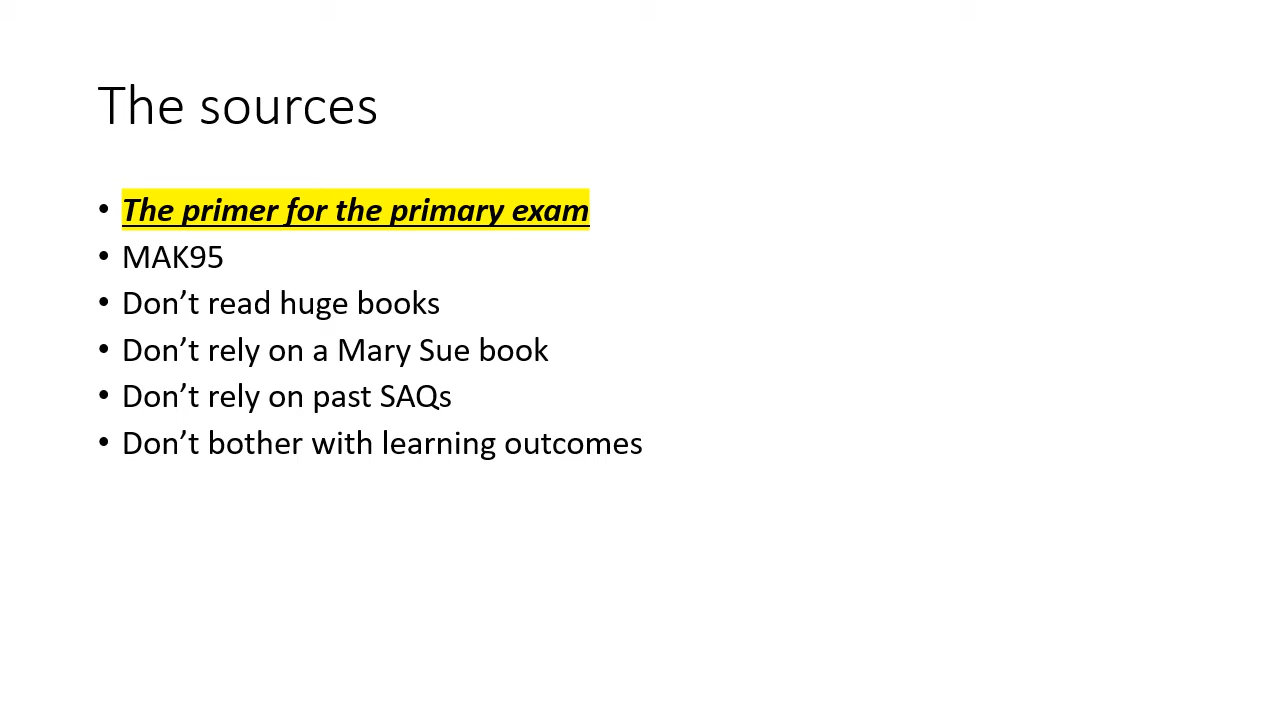 The sources
• The primer for the primary exam
• MAK95
• Don’t read huge books
• Don’t rely on a Mary Sue book
• Don’t rely on past SAQs
• Don’t bother with learning outcomes